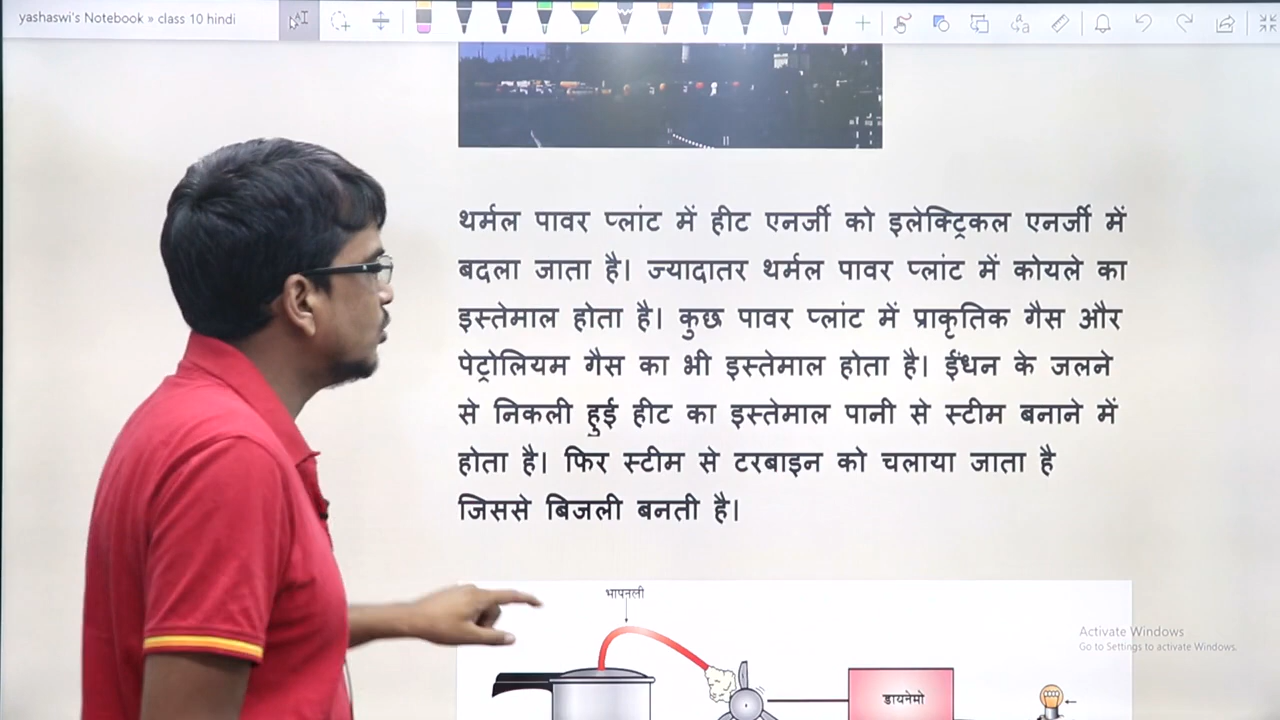 yashaswi's Notebook » class 10 hindi
थर्मल पावर प्लांट में हीट एनर्जी को इलेक्ट्रिकल एनर्जी में
बदला जाता है। ज्यादातर थर्मल पावर प्लांट में कोयले का
इस्तेमाल होता है। कुछ पावर प्लांट में प्राकृतिक गैस और
पेट्रोलियम गैस का भी इस्तेमाल होता है। ईंधन के जलने
से निकली हुई हीट का इस्तेमाल पानी से स्टीम बनाने में
होता है। फिर स्टीम से टरबाइन को चलाया जाता है
जिससे बिजली बनती है।
भापनली
Activate Windows
Go to Settings to activate Windows.
डायनेमो